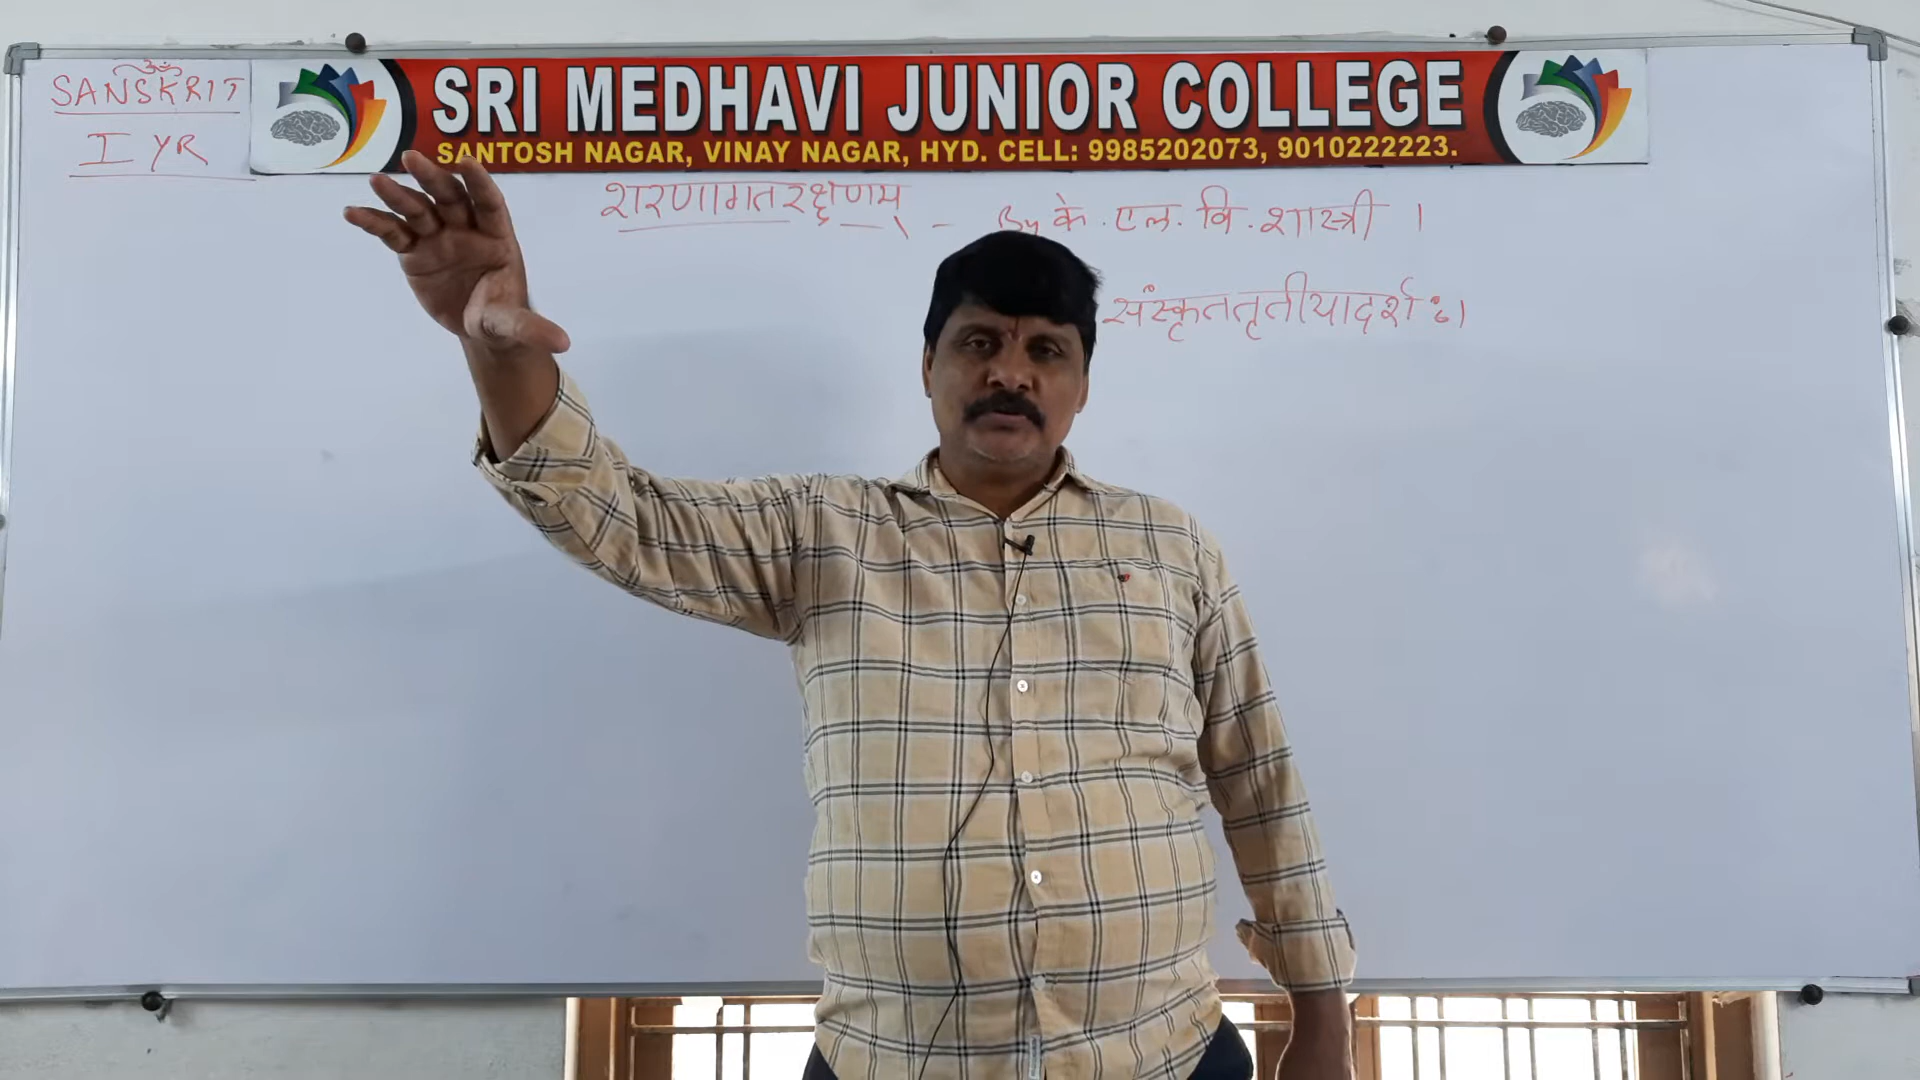 ॐ
SANSKRIT
I YR
SRI MEDHAVI JUNIOR COLLEGE
SANTOSH NAGAR, VINAY NAGAR, HYD. CELL: 9985202073, 9010222223.
शरणागतरक्षणम् - By के. एल. वि. शास्त्री ।
संस्कृततृतीयादर्शः।